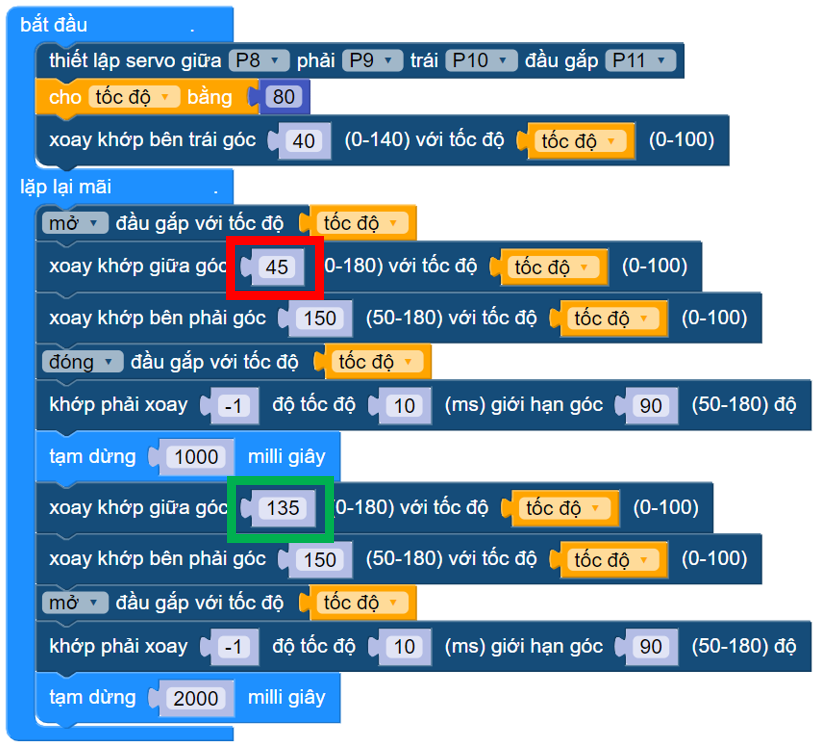 bắt đầu .
thiết lập servo giữa P8 phải P9 trái P10 đầu gắp P11
cho tốc độ bằng 80
xoay khớp bên trái góc 40 (0-140) với tốc độ tốc độ (0-100)
lặp lại mãi .
mở đầu gắp với tốc độ tốc độ
xoay khớp giữa góc 45 0-180) với tốc độ tốc độ (0-100)
xoay khớp bên phải góc 150 (50-180) với tốc độ tốc độ (0-100)
đóng đầu gắp với tốc độ tốc độ
khớp phải xoay -1 độ tốc độ 10 (ms) giới hạn góc 90 (50-180) độ
tạm dừng 1000 milli giây
xoay khớp giữa góc 135 0-180) với tốc độ tốc độ (0-100)
xoay khớp bên phải góc 150 (50-180) với tốc độ tốc độ (0-100)
mở đầu gắp với tốc độ tốc độ
khớp phải xoay -1 độ tốc độ 10 (ms) giới hạn góc 90 (50-180) độ
tạm dừng 2000 milli giây